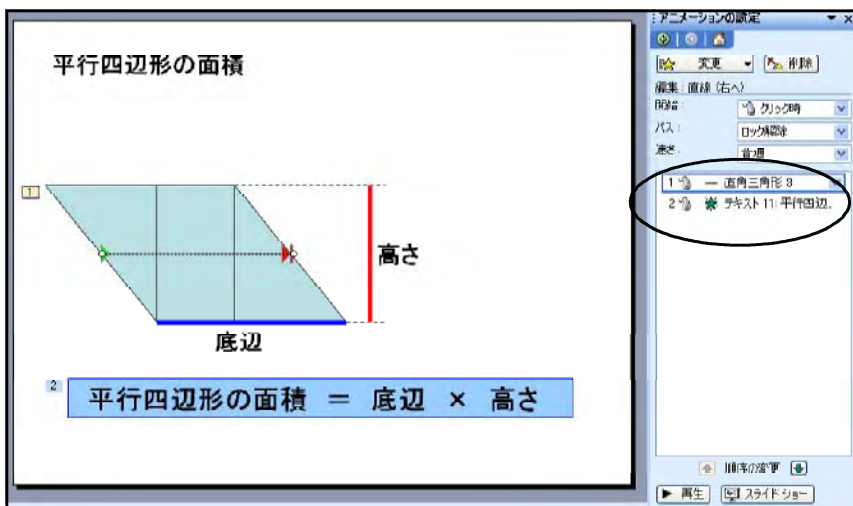 アニメーションの設定
変更
削除
編集: 直線 (右へ)
開始:
クリック時
パス:
ロック解除
速さ:
普通
1 直角三角形 3
2 テキスト 11: 平行四辺.
順序の変更
再生
スライド ショー
平行四辺形の面積
1
高さ
底辺
2
平行四辺形の面積 = 底辺 × 高さ